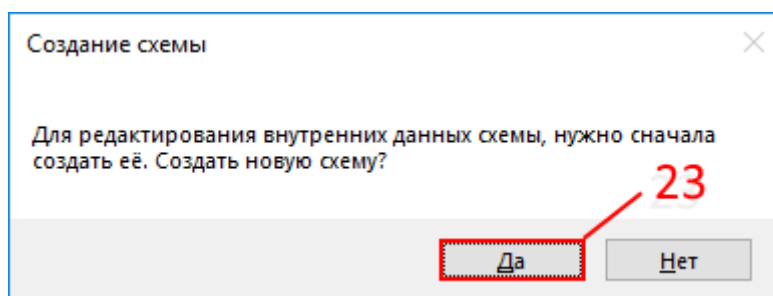 Создание схемы
Для редактирования внутренних данных схемы, нужно сначала
создать её. Создать новую схему?
23
Да Нет